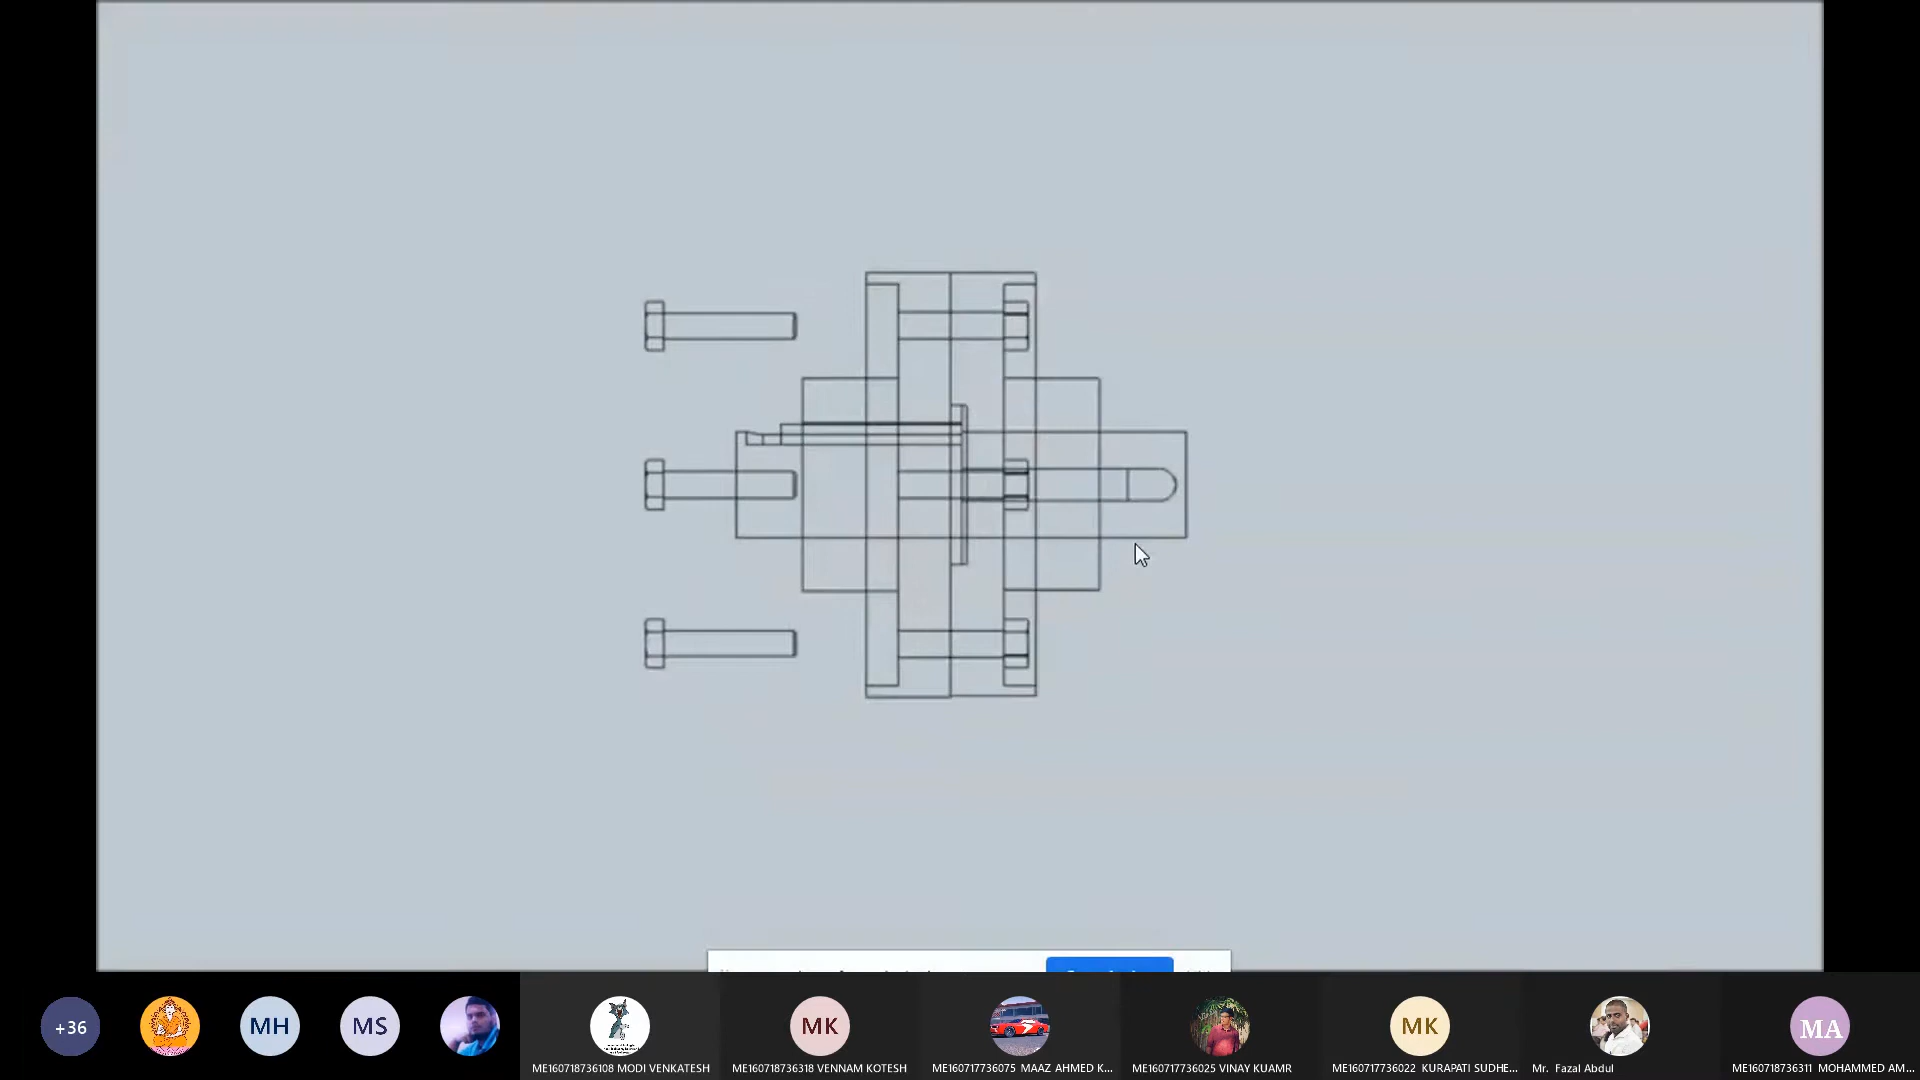 +36
MH
MS
MK
MK
MA
ME160718736108 MODI VENKATESH
ME160718736318 VENNAM KOTESH
ME160717736075 MAAZ AHMED K...
ME160717736025 VINAY KUAMR
ME160717736022 KURAPATI SUDHE...
Mr. Fazal Abdul
ME160718736311 MOHAMMED AM...